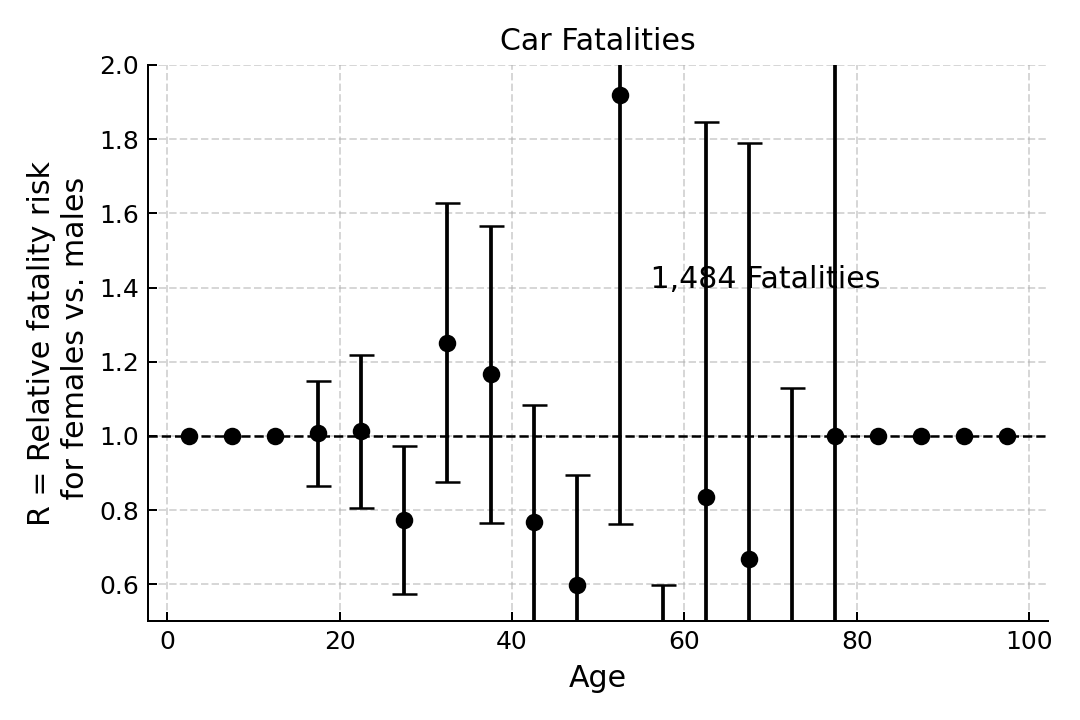 Car Fatalities
2.0
1.8
1.6
1.4
1.2
1.0
0.8
0.6
R = Relative fatality risk
for females vs. males
1,484 Fatalities
0 20 40 60 80 100
Age